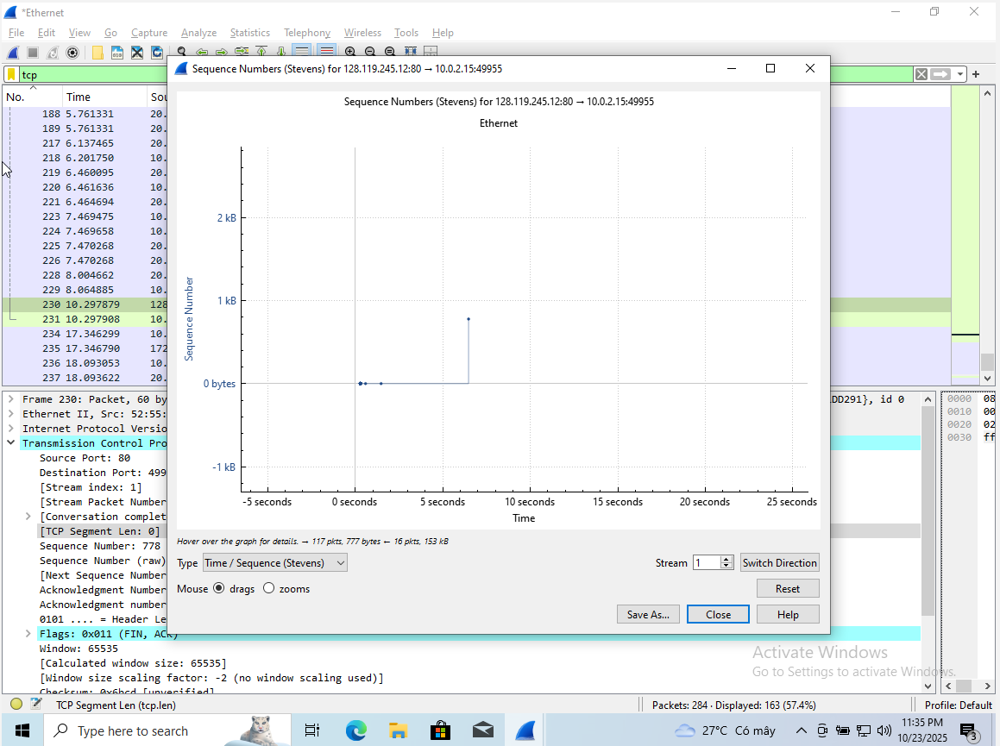 *Ethernet
File Edit View Go Capture Analyze Statistics Telephony Wireless Tools Help
tcp
Sequence Numbers (Stevens) for 128.119.245.12:80 → 10.0.2.15:49955
No. Time Sou
188 5.761331 20.
189 5.761331 20.
217 6.137465 20.
218 6.201750 10.
219 6.460095 20.
220 6.461636 10.
221 6.464694 20.
223 7.469475 10.
224 7.469658 10.
225 7.470268 20.
226 7.470268 20.
228 8.004662 20.
229 8.064885 10.
230 10.297879 128
231 10.297908 10.
234 17.346299 10.
235 17.346790 172
236 18.093053 10.
237 18.093622 20.
Sequence Numbers (Stevens) for 128.119.245.12:80 → 10.0.2.15:49955
Ethernet
Sequence Number
2 kB
1 kB
0 bytes
-1 kB
-5 seconds 0 seconds 5 seconds 10 seconds 15 seconds 20 seconds 25 seconds
Time
Hover over the graph for details. → 117 pkts, 777 bytes ← 16 pkts, 153 kB
Type Time / Sequence (Stevens) Stream 1 Switch Direction
Mouse drags zooms Reset
Save As... Close Help
Frame 230: Packet, 60 by DD291}, id 0
Ethernet II, Src: 52:55:
Internet Protocol Versio
Transmission Control Pro
Source Port: 80
Destination Port: 499
[Stream index: 1]
[Stream Packet Number
[Conversation complet
[TCP Segment Len: 0]
Sequence Number: 778
Sequence Number (raw)
[Next Sequence Number
Acknowledgment Number
Acknowledgment number
0101 .... = Header Le
Flags: 0x011 (FIN, ACK)
Window: 65535
[Calculated window size: 65535]
[Window size scaling factor: -2 (no window scaling used)]
Checksum: 0x6bcd [unverified]
0000 08
0010 00
0020 02
0030 ff
Activate Windows
Go to Settings to activate Windows.
TCP Segment Len (tcp.len) Packets: 284 · Displayed: 163 (57.4%) Profile: Default
Type here to search
27°C Có mây
11:35 PM
10/23/2025
3